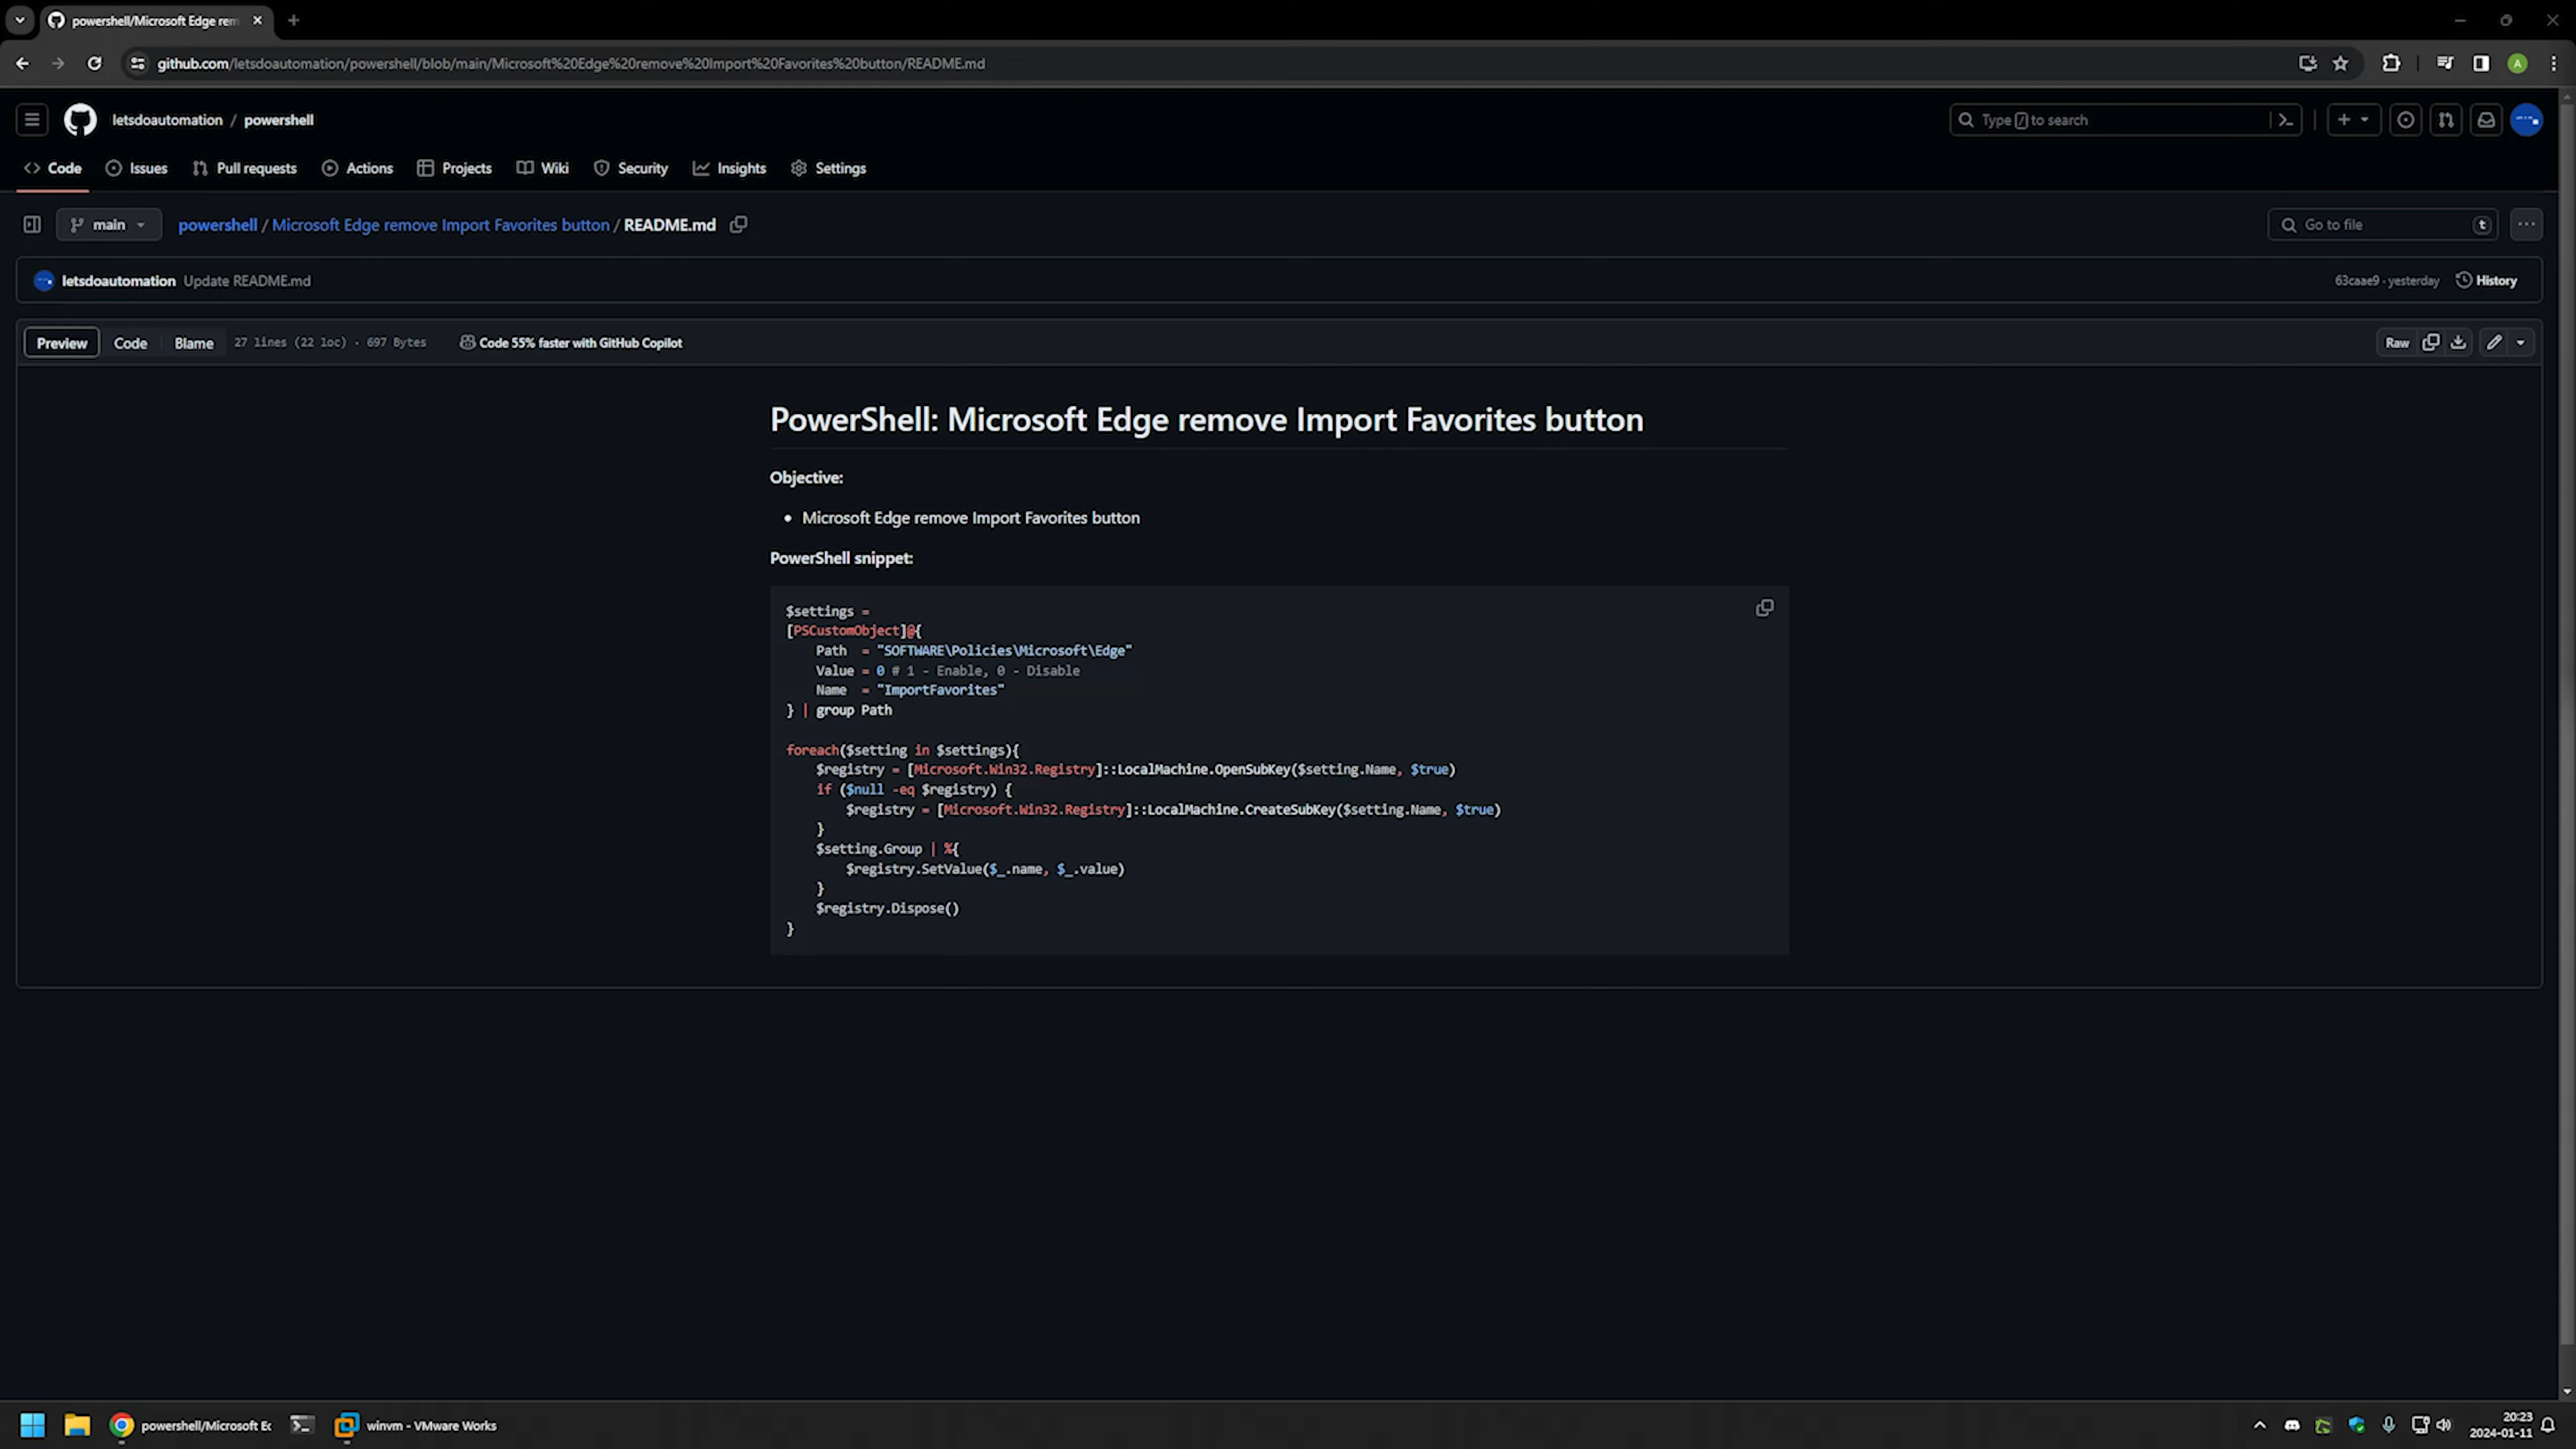 powershell/Microsoft Edge rem
github.com/letsdoautomation/powershell/blob/main/Microsoft%20Edge%20remove%20Import%20Favorites%20button/README.md
A
letsdoautomation / powershell
Type / to search
Code Issues Pull requests Actions Projects Wiki Security Insights Settings
main powershell / Microsoft Edge remove Import Favorites button / README.md
Go to file t
letsdoautomation Update README.md
63caae9 · yesterday History
Preview Code Blame 27 lines (22 loc) · 697 Bytes Code 55% faster with GitHub Copilot
Raw
PowerShell: Microsoft Edge remove Import Favorites button
Objective:
• Microsoft Edge remove Import Favorites button
PowerShell snippet:
$settings =
[PSCustomObject]@{
    Path  = "SOFTWARE\Policies\Microsoft\Edge"
    Value = 0 # 1 - Enable, 0 - Disable
    Name  = "ImportFavorites"
} | group Path
foreach($setting in $settings){
    $registry = [Microsoft.Win32.Registry]::LocalMachine.OpenSubKey($setting.Name, $true)
    if ($null -eq $registry) {
        $registry = [Microsoft.Win32.Registry]::LocalMachine.CreateSubKey($setting.Name, $true)
    }
    $setting.Group | %{
        $registry.SetValue($_.name, $_.value)
    }
    $registry.Dispose()
}
powershell/Microsoft Ec
winvm - VMware Works
20:23
2024-01-11